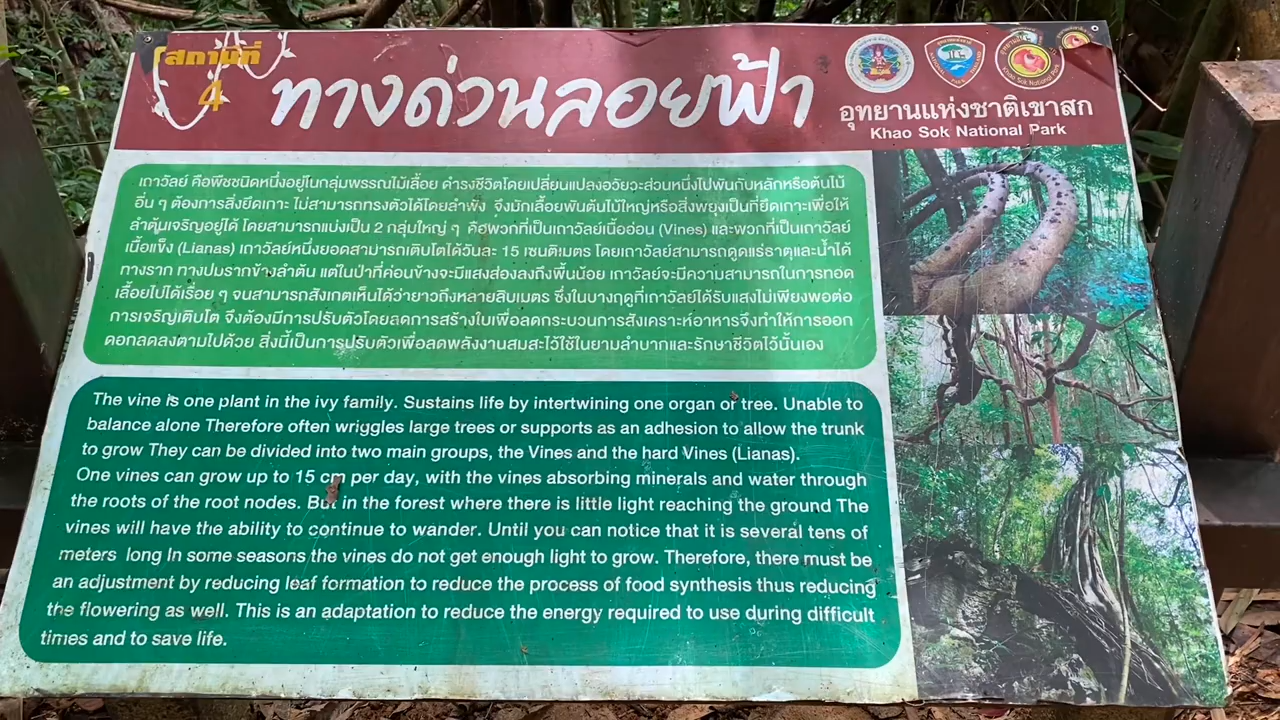 สถานีที่
4
ทางด่วนลอยฟ้า
อุทยานแห่งชาติเขาสก
Khao Sok National Park
เถาวัลย์ คือพืชชนิดหนึ่งอยู่ในกลุ่มพรรณไม้เลื้อย ดำรงชีวิตโดยเปลี่ยนแปลงอวัยวะส่วนหนึ่งไปพันกับหลักหรือต้นไม้
อื่น ๆ ต้องการสิ่งยึดเกาะ ไม่สามารถทรงตัวได้โดยลำพัง จึงมักเลื้อยพันต้นไม้ใหญ่หรือสิ่งพยุงเป็นที่ยึดเกาะเพื่อให้
ลำต้นเจริญอยู่ได้ โดยสามารถแบ่งเป็น 2 กลุ่มใหญ่ ๆ คือพวกที่เป็นเถาวัลย์เนื้ออ่อน (Vines) และพวกที่เป็นเถาวัลย์
เนื้อแข็ง (Lianas) เถาวัลย์หนึ่งยอดสามารถเติบโตได้วันละ 15 เซนติเมตร โดยเถาวัลย์สามารถดูดแร่ธาตุและน้ำได้
ทางราก ทางปมรากข้างลำต้น แต่ในป่าที่ค่อนข้างจะมีแสงส่องลงถึงพื้นน้อย เถาวัลย์จะมีความสามารถในการทอด
เลื้อยไปได้เรื่อย ๆ จนสามารถสังเกตเห็นได้ว่ายาวถึงหลายสิบเมตร ซึ่งในบางฤดูที่เถาวัลย์ได้รับแสงไม่เพียงพอต่อ
การเจริญเติบโต จึงต้องมีการปรับตัวโดยลดการสร้างใบเพื่อลดกระบวนการสังเคราะห์อาหารจึงทำให้การออก
ดอกลดลงตามไปด้วย สิ่งนี้เป็นการปรับตัวเพื่อลดพลังงานสมสะไว้ใช้ในยามลำบากและรักษาชีวิตไว้นั่นเอง
The vine is one plant in the ivy family. Sustains life by intertwining one organ or tree. Unable to
balance alone Therefore often wriggles large trees or supports as an adhesion to allow the trunk
to grow They can be divided into two main groups, the Vines and the hard Vines (Lianas).
One vines can grow up to 15 cm per day, with the vines absorbing minerals and water through
the roots of the root nodes. But in the forest where there is little light reaching the ground The
vines will have the ability to continue to wander. Until you can notice that it is several tens of
meters long In some seasons the vines do not get enough light to grow. Therefore, there must be
an adjustment by reducing leaf formation to reduce the process of food synthesis thus reducing
the flowering as well. This is an adaptation to reduce the energy required to use during difficult
times and to save life.